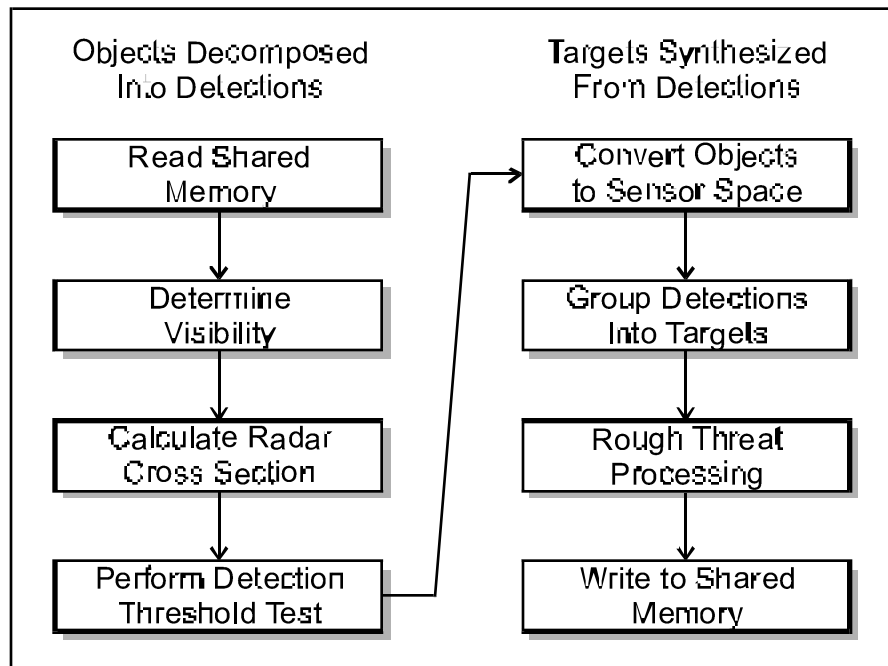 Objects Decomposed
Into Detections
Read Shared
Memory
Determine
Visibility
Calculate Radar
Cross Section
Perform Detection
Threshold Test
Targets Synthesized
From Detections
Convert Objects
to Sensor Space
Group Detections
Into Targets
Rough Threat
Processing
Write to Shared
Memory